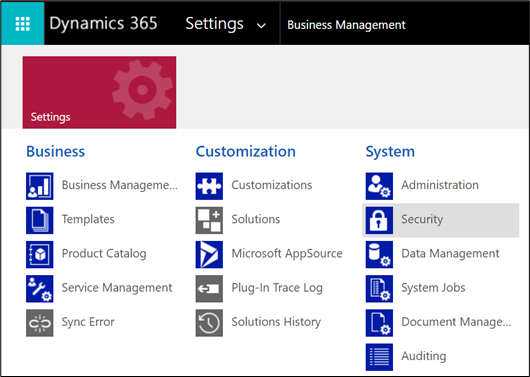 Dynamics 365 Settings Business Management
Settings
Business Customization System
Business Manageme... Customizations Administration
Templates Solutions Security
Product Catalog Microsoft AppSource Data Management
Service Management Plug-In Trace Log System Jobs
Sync Error Solutions History Document Manage...
Auditing